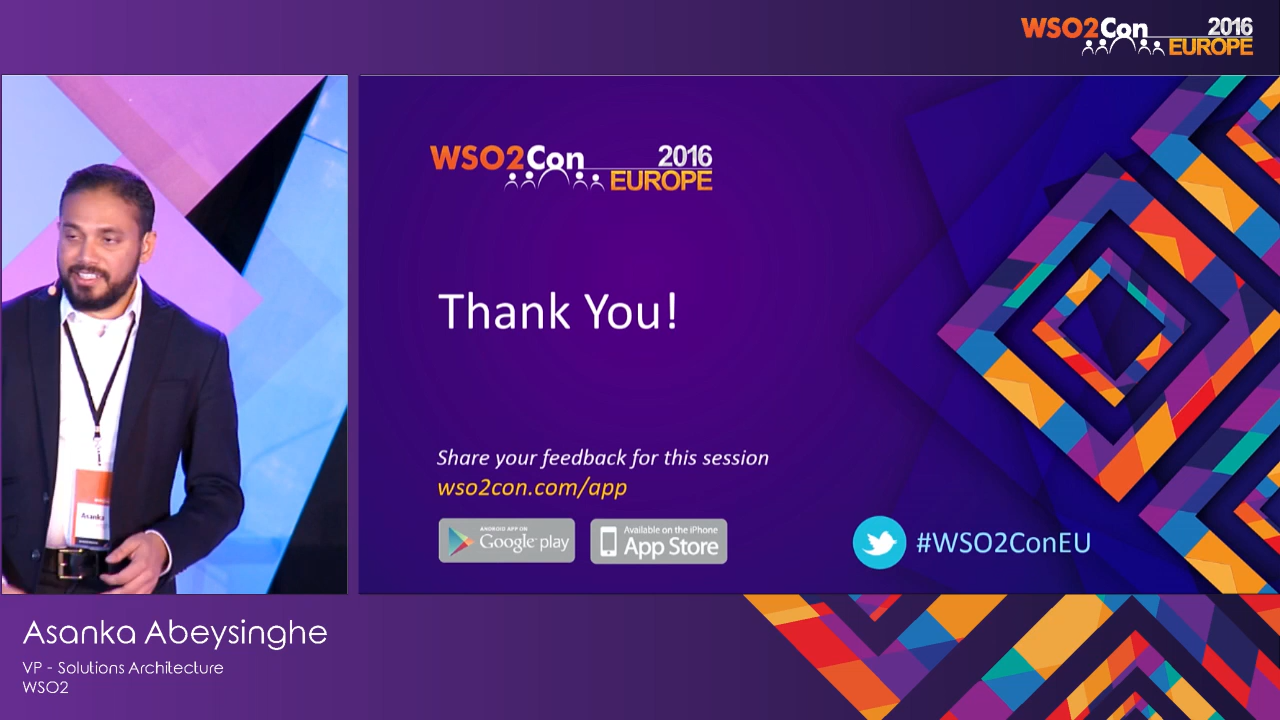 WSO2Con 2016
EUROPE
WSO2Con 2016
EUROPE
Thank You!
Share your feedback for this session
wso2con.com/app
ANDROID APP ON
Google play
Available on the iPhone
App Store
#WSO2ConEU
Asanka
Asanka Abeysinghe
VP - Solutions Architecture
WSO2